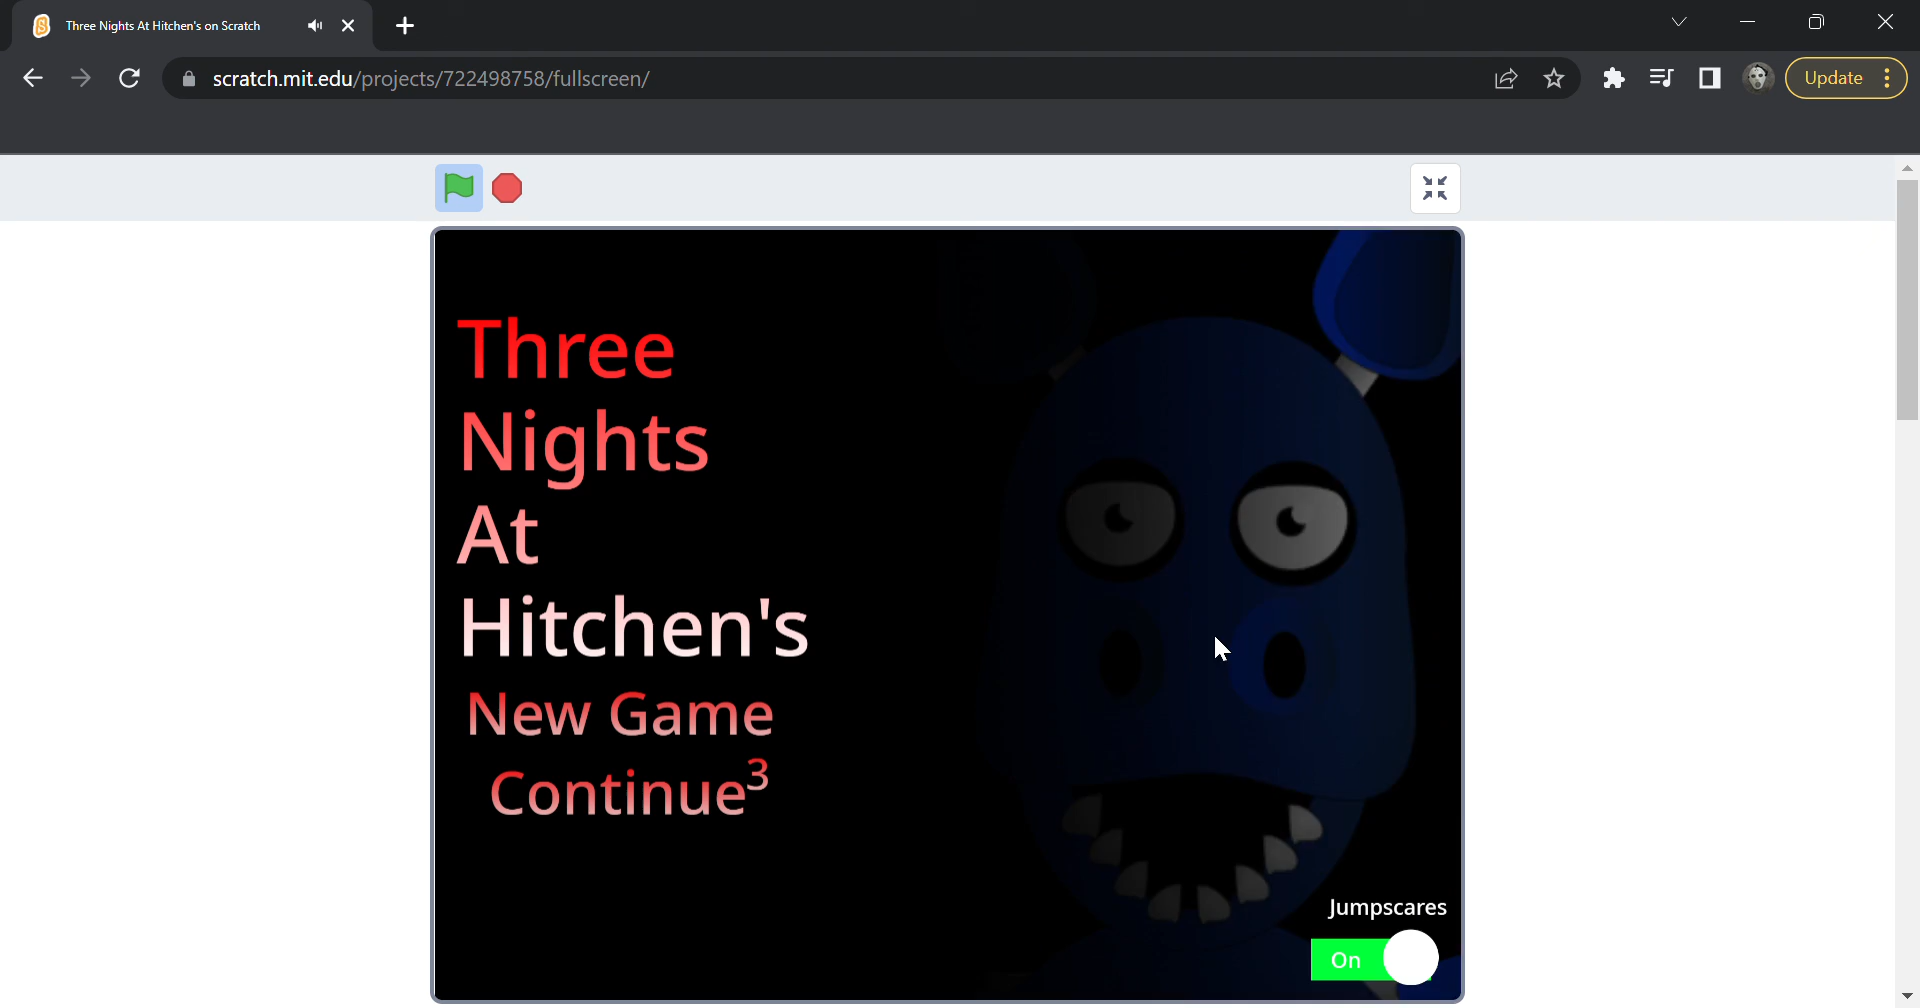 Three Nights At Hitchen's on Scratch
scratch.mit.edu/projects/722498758/fullscreen/
Update
Three
Nights
At
Hitchen's
New Game
Continue³
Jumpscares
On